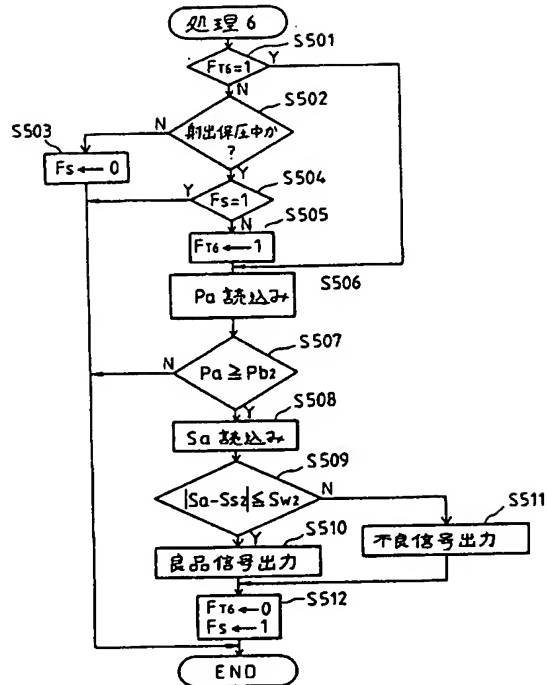 処理6
S501
FT6=1
Y
N
S502
射出保圧中か
?
N
Y
S503
Fs ← 0
S504
Fs=1
Y
N
S505
FT6 ← 1
S506
Pa 読込み
S507
Pa ≧ Pb2
N
Y
S508
Sa 読込み
S509
|Sa-Ss2| ≦ Sw2
N
Y
S510
良品信号出力
S511
不良信号出力
S512
FT6 ← 0
Fs ← 1
END